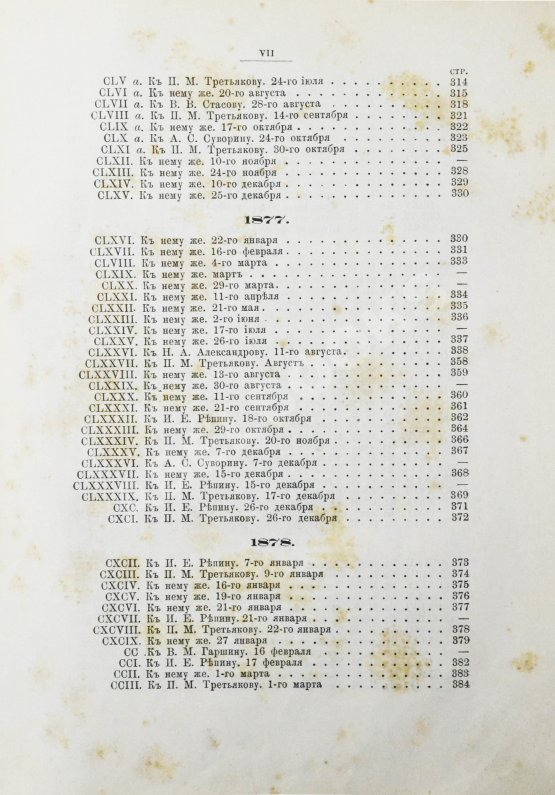 VII
СТР.
CLV а. Къ П. М. Третьякову. 24-го іюля . . . . . . . . . . 314
CLVI а. Къ нему же. 20-го августа . . . . . . . . . . 315
CLVII а. Къ В. В. Стасову. 28-го августа . . . . . . . . . . 318
CLVIII а. Къ П. М. Третьякову. 14-го сентября . . . . . . . . 321
CLIX а. Къ нему же. 17-го октября . . . . . . . . . . 322
CLX а. Къ А. С. Суворину. 24-го октября . . . . . . . . . 323
CLXI а. Къ П. М. Третьякову. 30-го октября . . . . . . . . 325
CLXII. Къ нему же. 10-го ноября . . . . . . . . . . —
CLXIII. Къ нему же. 24-го ноября . . . . . . . . . . 328
CLXIV. Къ нему же. 10-го декабря . . . . . . . . . . 329
CLXV. Къ нему же. 25-го декабря . . . . . . . . . . 330
1877.
CLXVI. Къ нему же. 22-го января . . . . . . . . . . 330
CLXVII. Къ нему же. 16-го февраля . . . . . . . . . . 331
CLVIII. Къ нему же. 4-го марта . . . . . . . . . . 333
CLXIX. Къ нему же. мартъ . . . . . . . . . . —
CLXX. Къ нему же. 29-го марта . . . . . . . . . . —
CLXXI. Къ нему же. 11-го апрѣля . . . . . . . . . . 334
CLXXII. Къ нему же. 21-го мая . . . . . . . . . . 335
CLXXIII. Къ нему же. 2-го іюня . . . . . . . . . . 336
CLXXIV. Къ нему же. 17-го іюля . . . . . . . . . . —
CLXXV. Къ нему же. 26-го іюля . . . . . . . . . . 337
CLXXVI. Къ Н. А. Александрову. 11-го августа. . . . . . . . 338
CLXXVII. Къ П. М. Третьякову. Августъ . . . . . . . . . . 358
CLXXVIII. Къ нему же. 13-го августа . . . . . . . . . . 359
CLXXIX. Къ нему же. 30-го августа . . . . . . . . . . —
CLXXX. Къ нему же. 11-го сентября . . . . . . . . . . 360
CLXXXI. Къ нему же. 21-го сентября . . . . . . . . . . 361
CLXXXII. Къ И. Е. Рѣпину. 18-го октября . . . . . . . . . . 362
CLXXXIII. Къ нему же. 29-го октября . . . . . . . . . . 364
CLXXXIV. Къ П. М. Третьякову. 20-го ноября . . . . . . . . 366
CLXXXV. Къ нему же. 7-го декабря . . . . . . . . . . 367
CLXXXVI. Къ А. С. Суворину. 7-го декабря . . . . . . . . . —
CLXXXVII. Къ нему же. 15-го декабря . . . . . . . . . . 368
CLXXXVIII. Къ И. Е. Рѣпину. 15-го декабря . . . . . . . . . —
CLXXXIX. Къ П. М. Третьякову. 17-го декабря . . . . . . . . 369
CXC. Къ И. Е. Рѣпину. 26-го декабря . . . . . . . . . 371
CXCI. Къ П. М. Третьякову. 26-го декабря . . . . . . . . 372
1878.
CXCII. Къ И. Е. Рѣпину. 7-го января . . . . . . . . . . 373
CXCIII. Къ П. М. Третьякову. 9-го января . . . . . . . . . 374
CXCIV. Къ нему же. 16-го января . . . . . . . . . . 375
CXCV. Къ нему же. 19-го января . . . . . . . . . . 376
CXCVI. Къ нему же. 21-го января . . . . . . . . . . 377
CXCVII. Къ И. Е. Рѣпину. 21-го января . . . . . . . . . . —
CXCVIII. Къ П. М. Третьякову. 22-го января . . . . . . . . . 378
CXCIX. Къ нему же. 27 января . . . . . . . . . . 379
CC .Къ В. М. Гаршину. 16 февраля . . . . . . . . . . —
CCI. Къ И. Е. Рѣпину. 17 февраля . . . . . . . . . . 382
CCII. Къ нему же. 1-го марта . . . . . . . . . . 383
CCIII. Къ П. М. Третьякову. 1-го марта . . . . . . . . . 384